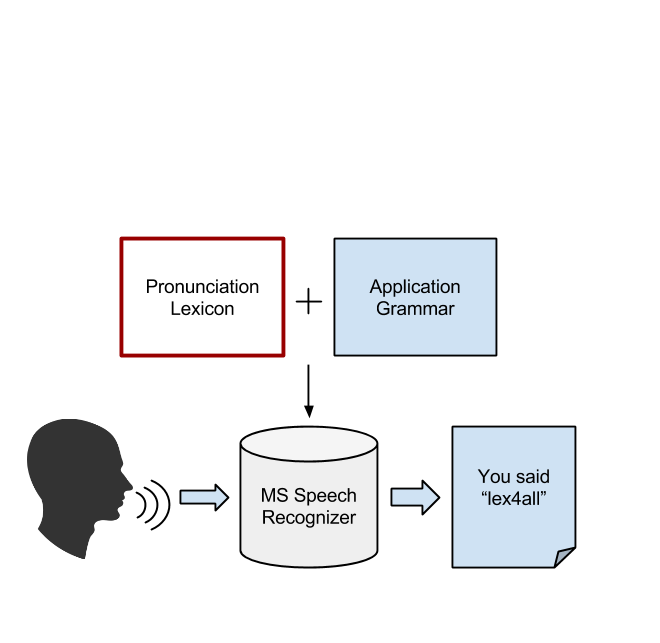 Pronunciation
Lexicon
+
Application
Grammar
MS Speech
Recognizer
You said
“lex4all”